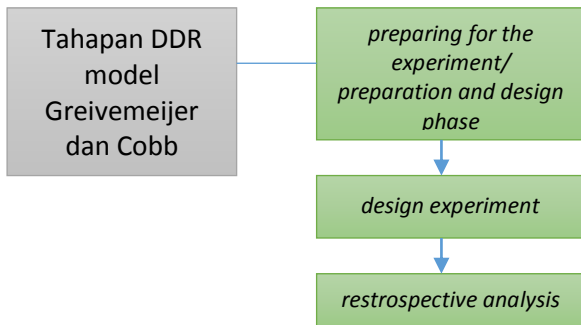 Tahapan DDR
model
Greivemeijer
dan Cobb
preparing for the
experiment/
preparation and design
phase
design experiment
restrospective analysis